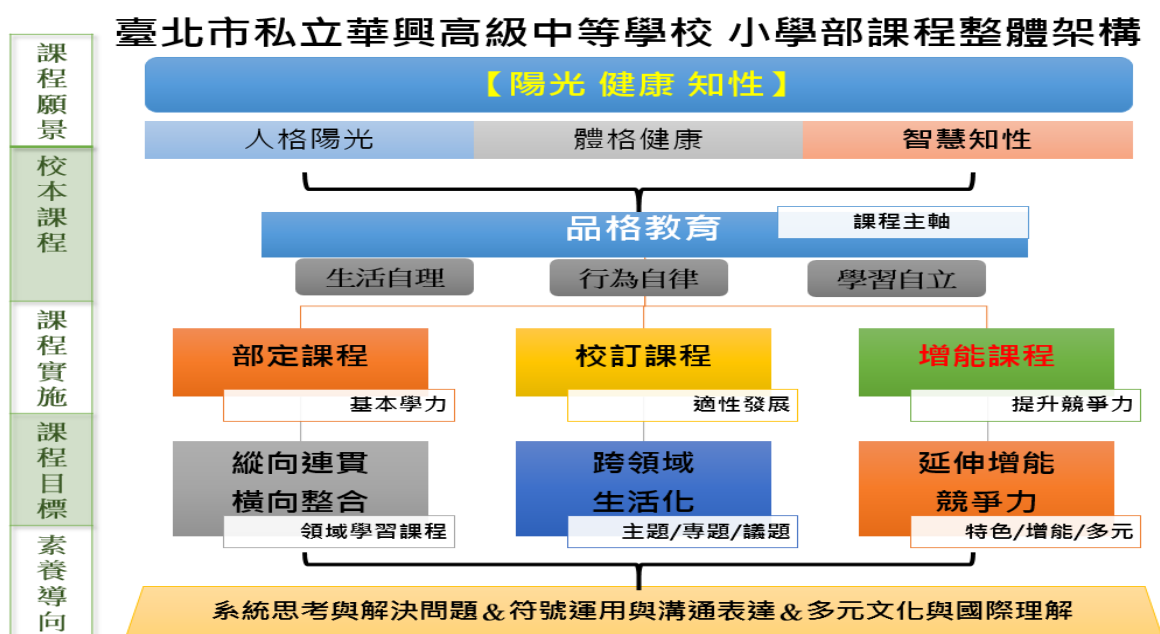 臺北市私立華興高級中等學校 小學部課程整體架構
課程願景
【陽光 健康 知性】
人格陽光
體格健康
智慧知性
校本課程
品格教育
課程主軸
生活自理
行為自律
學習自立
課程實施
部定課程
基本學力
校訂課程
適性發展
增能課程
提升競爭力
課程目標
縱向連貫
橫向整合
領域學習課程
跨領域
生活化
主題/專題/議題
延伸增能
競爭力
特色/增能/多元
素養導向
系統思考與解決問題&符號運用與溝通表達&多元文化與國際理解